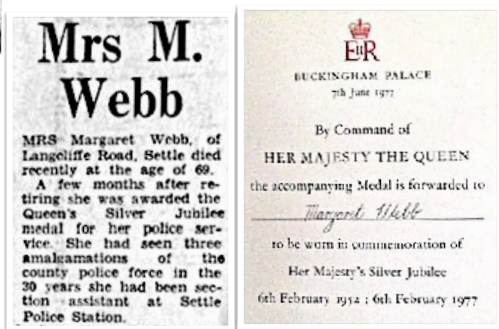 Mrs M.
Webb
MRS Margaret Webb, of
Langcliffe Road, Settle died
recently at the age of 69.
A few months after re-
tiring she was awarded the
Queen's Silver Jubilee
medal for her police ser-
vice. She had seen three
amalgamations of the
county police force in the
30 years she had been sec-
tion assistant at Settle
Police Station.
EIIR
BUCKINGHAM PALACE
7th June 1977
By Command of
HER MAJESTY THE QUEEN
the accompanying Medal is forwarded to
Margaret Webb
to be worn in commemoration of
Her Majesty's Silver Jubilee
6th February 1952 : 6th February 1977